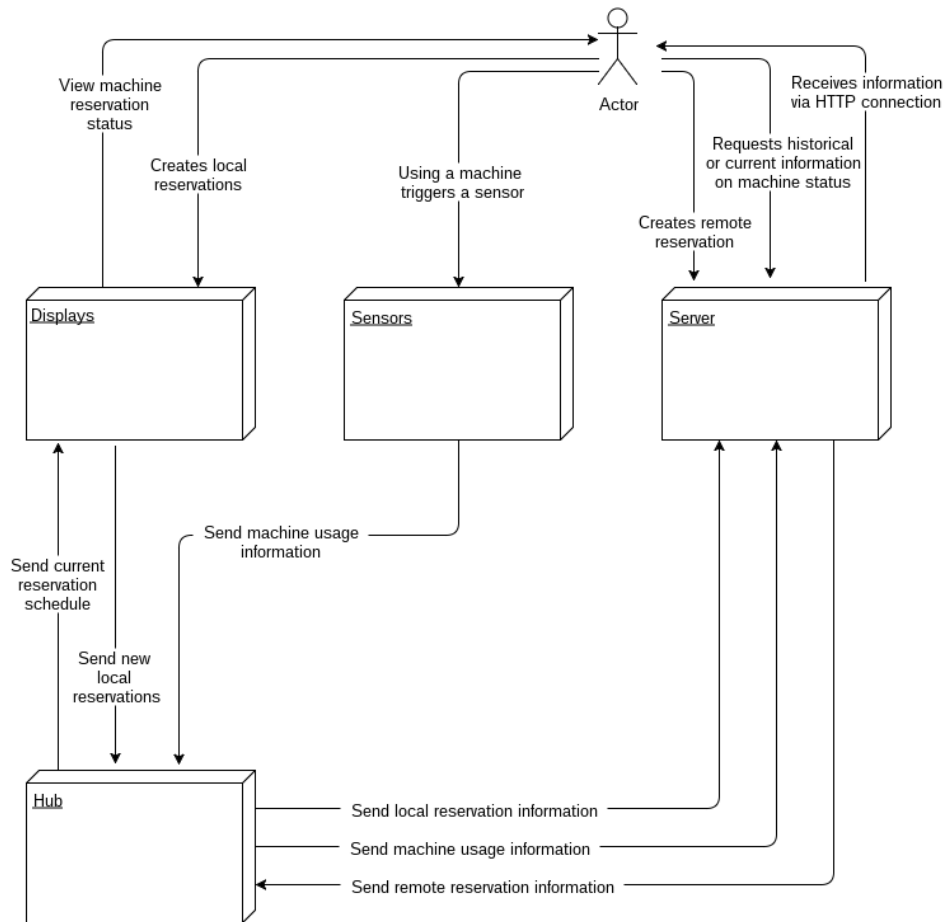 View machine
reservation
status
Creates local
reservations
Using a machine
triggers a sensor
Actor
Creates remote
reservation
Requests historical
or current information
on machine status
Receives information
via HTTP connection
Displays
Sensors
Server
Send current
reservation
schedule
Send new
local
reservations
Send machine usage
information
Hub
Send local reservation information
Send machine usage information
Send remote reservation information